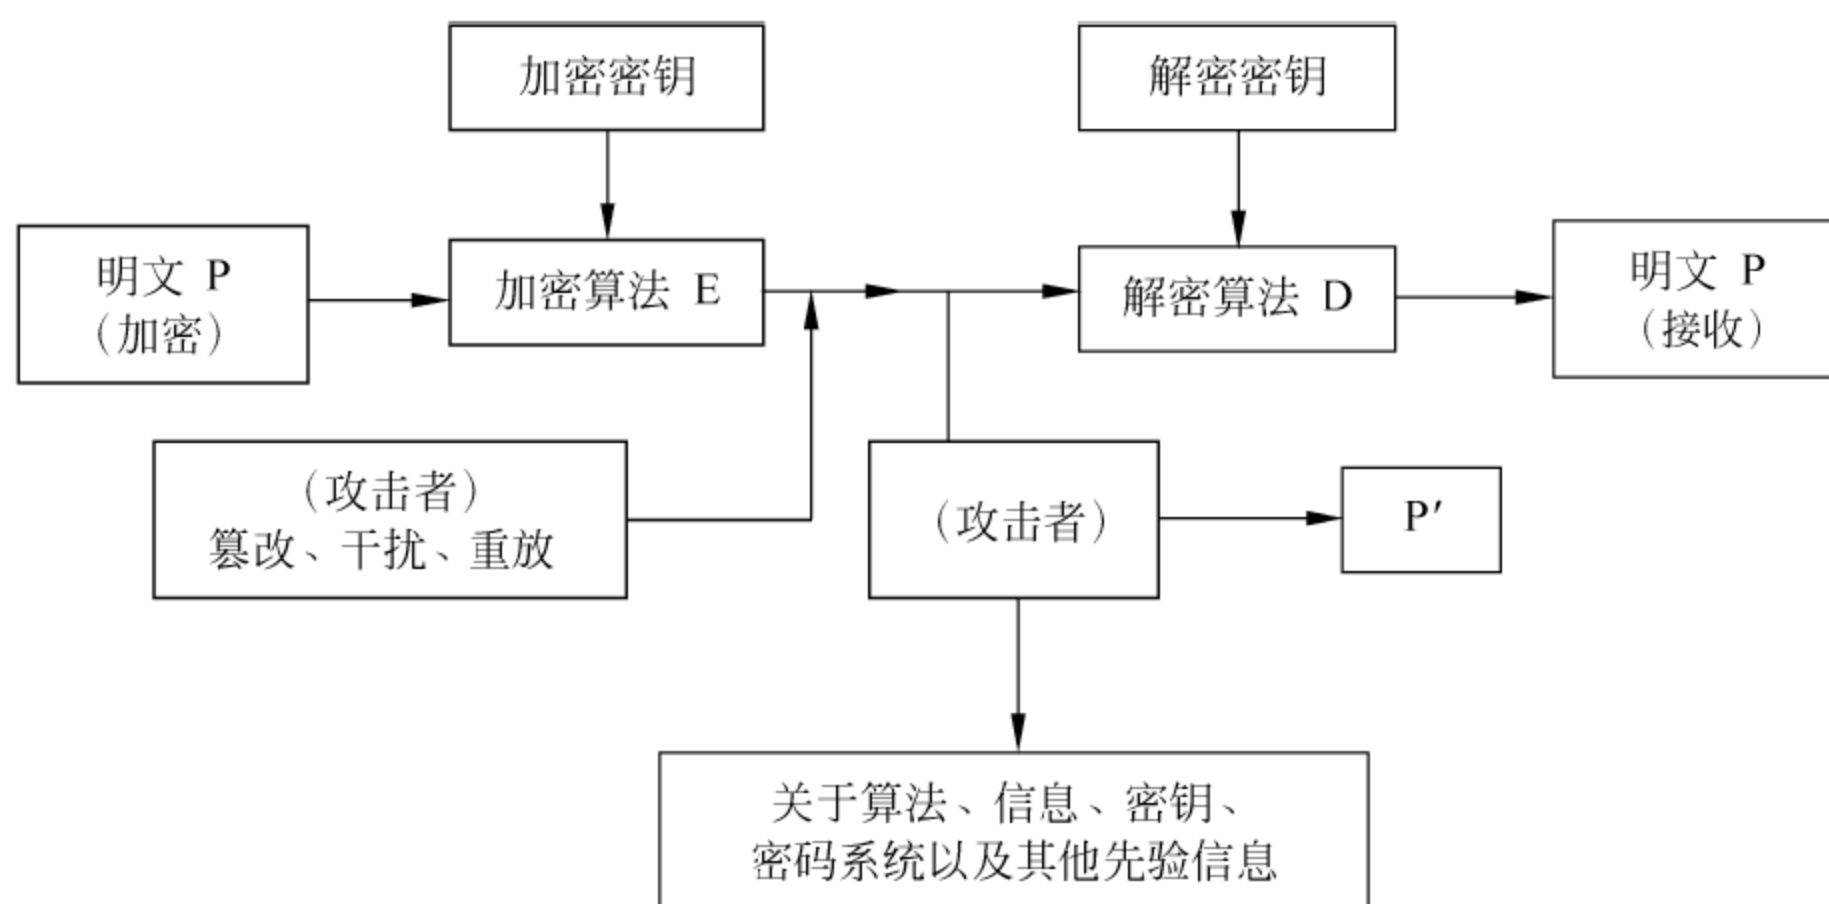 加密密钥
解密密钥
明文 P
（加密）
加密算法 E
解密算法 D
明文 P
（接收）
（攻击者）
篡改、干扰、重放
（攻击者）
P′
关于算法、信息、密钥、
密码系统以及其他先验信息